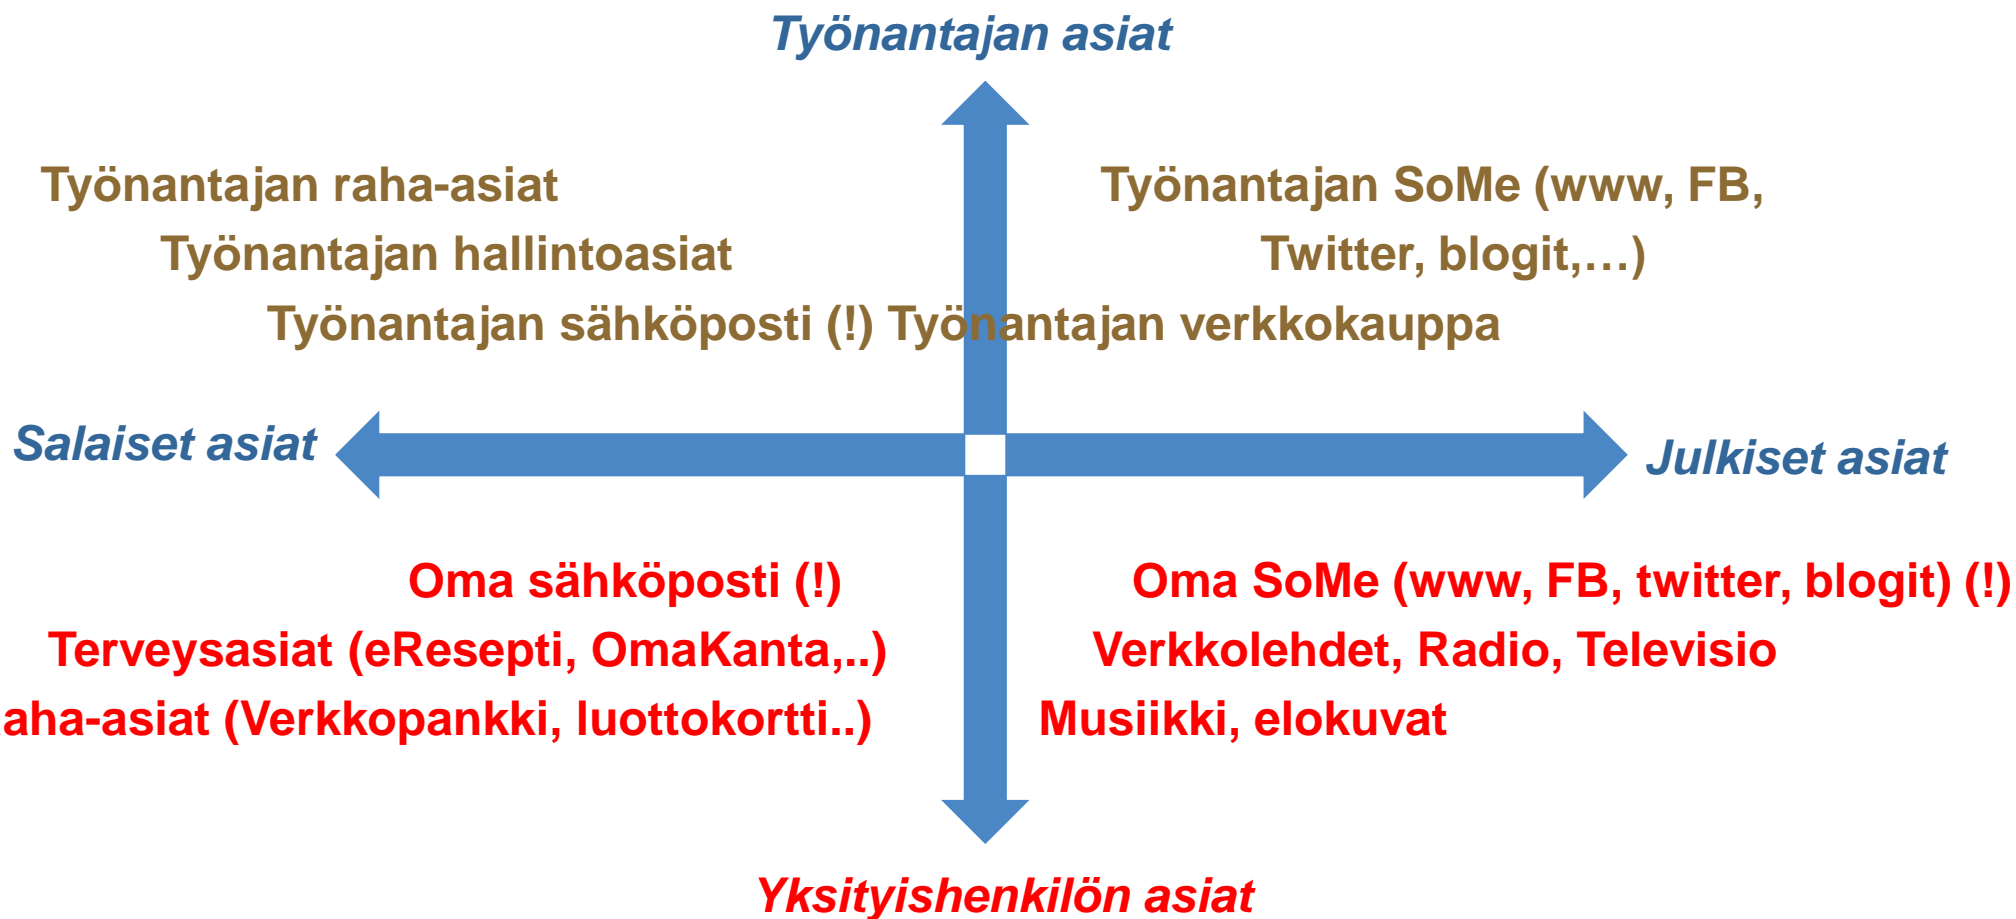 Työnantajan asiat
Työnantajan raha-asiat
Työnantajan SoMe (www, FB,
Työnantajan hallintoasiat
Twitter, blogit,…)
Työnantajan sähköposti (!) Työnantajan verkkokauppa
Salaiset asiat
Julkiset asiat
Oma sähköposti (!)
Oma SoMe (www, FB, twitter, blogit) (!)
Terveysasiat (eResepti, OmaKanta,..)
Verkkolehdet, Radio, Televisio
aha-asiat (Verkkopankki, luottokortti..)
Musiikki, elokuvat
Yksityishenkilön asiat